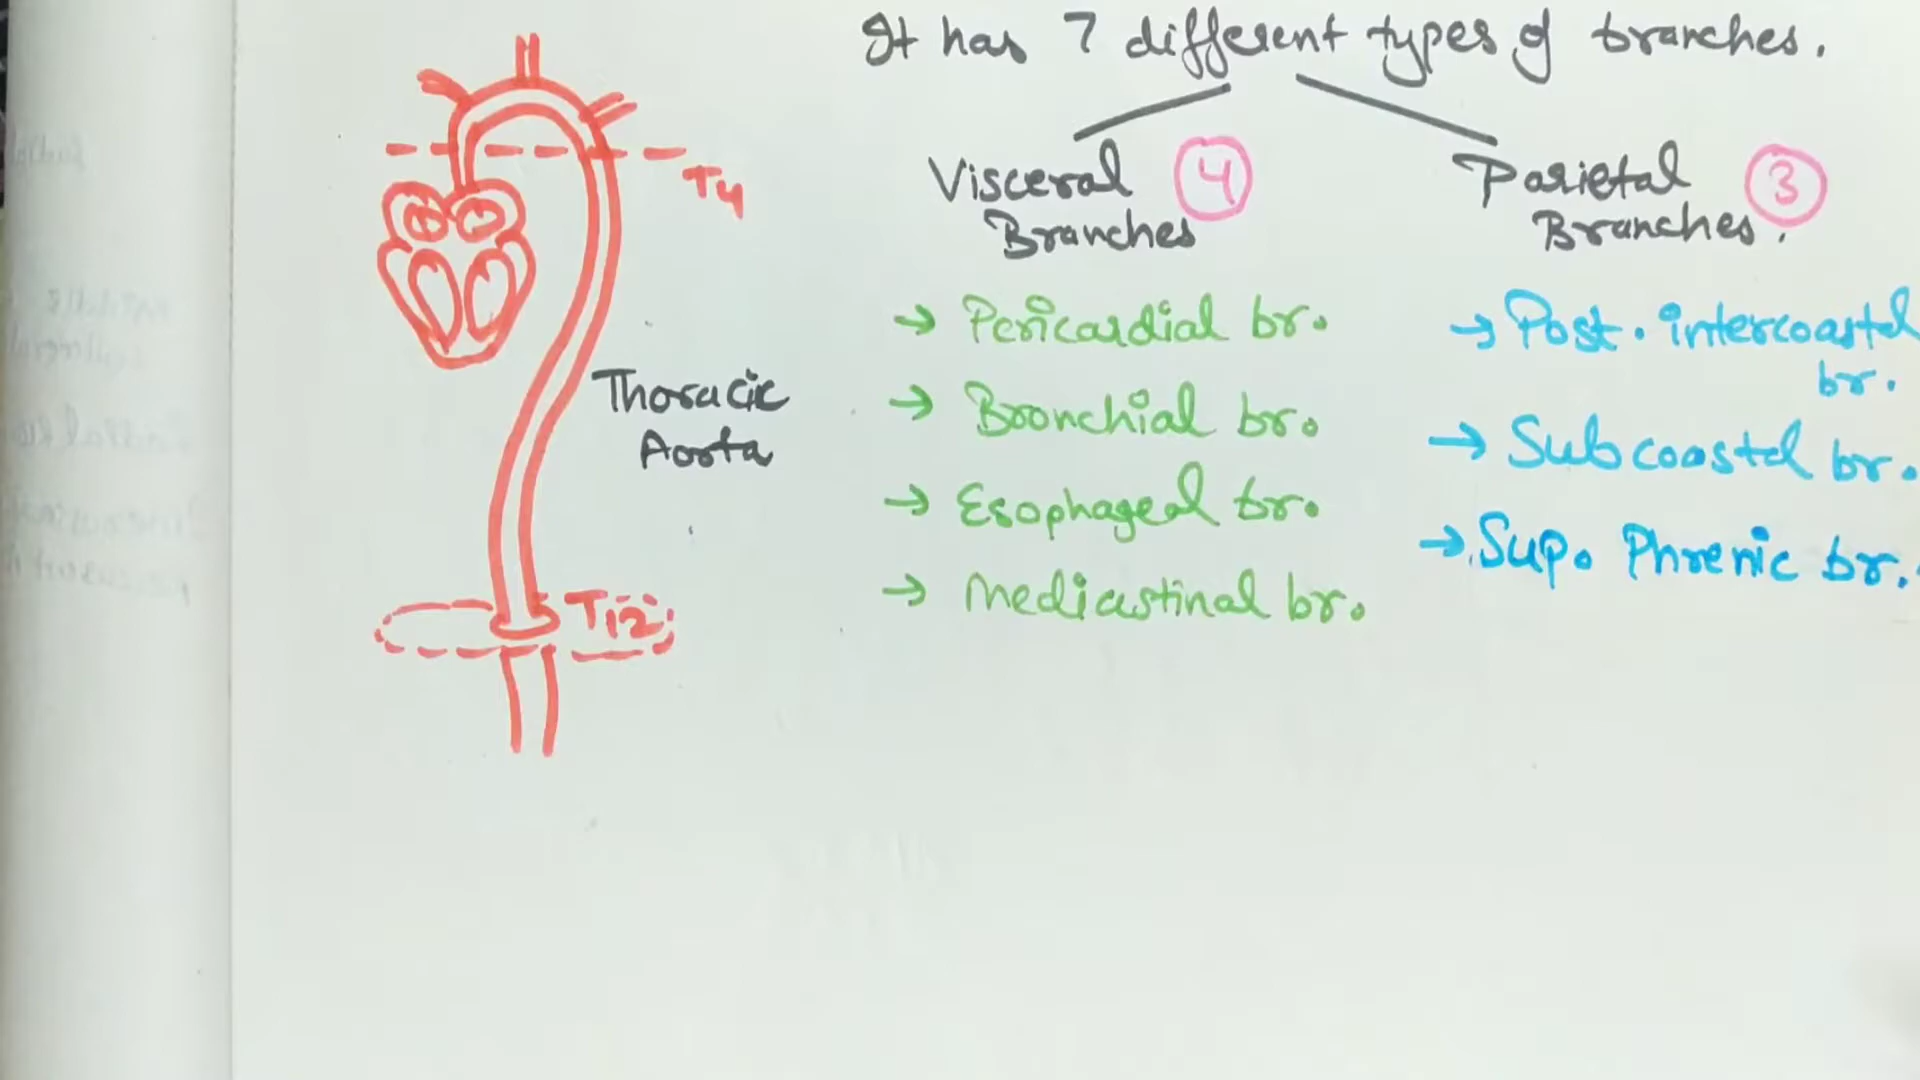 It has 7 different types of branches.
Visceral 4
Branches
Parietal 3
Branches.
→ Pericardial br.
→ Bronchial br.
→ Esophageal br.
→ Mediastinal br.
→ Post. intercoastal
br.
→ Subcoastal br.
→ Sup. Phrenic br.
T4
Thoracic
Aorta
T12